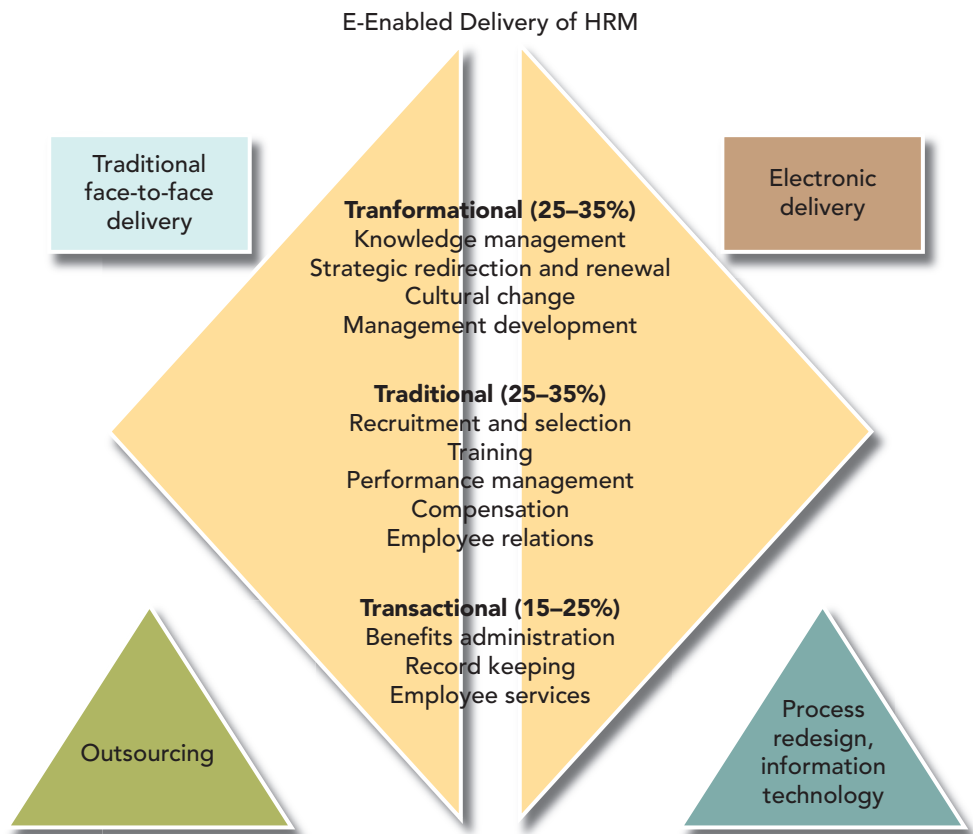 E-Enabled Delivery of HRM
Traditional
face-to-face
delivery
Electronic
delivery
Tranformational (25–35%)
Knowledge management
Strategic redirection and renewal
Cultural change
Management development
Traditional (25–35%)
Recruitment and selection
Training
Performance management
Compensation
Employee relations
Transactional (15–25%)
Benefits administration
Record keeping
Employee services
Outsourcing
Process
redesign,
information
technology